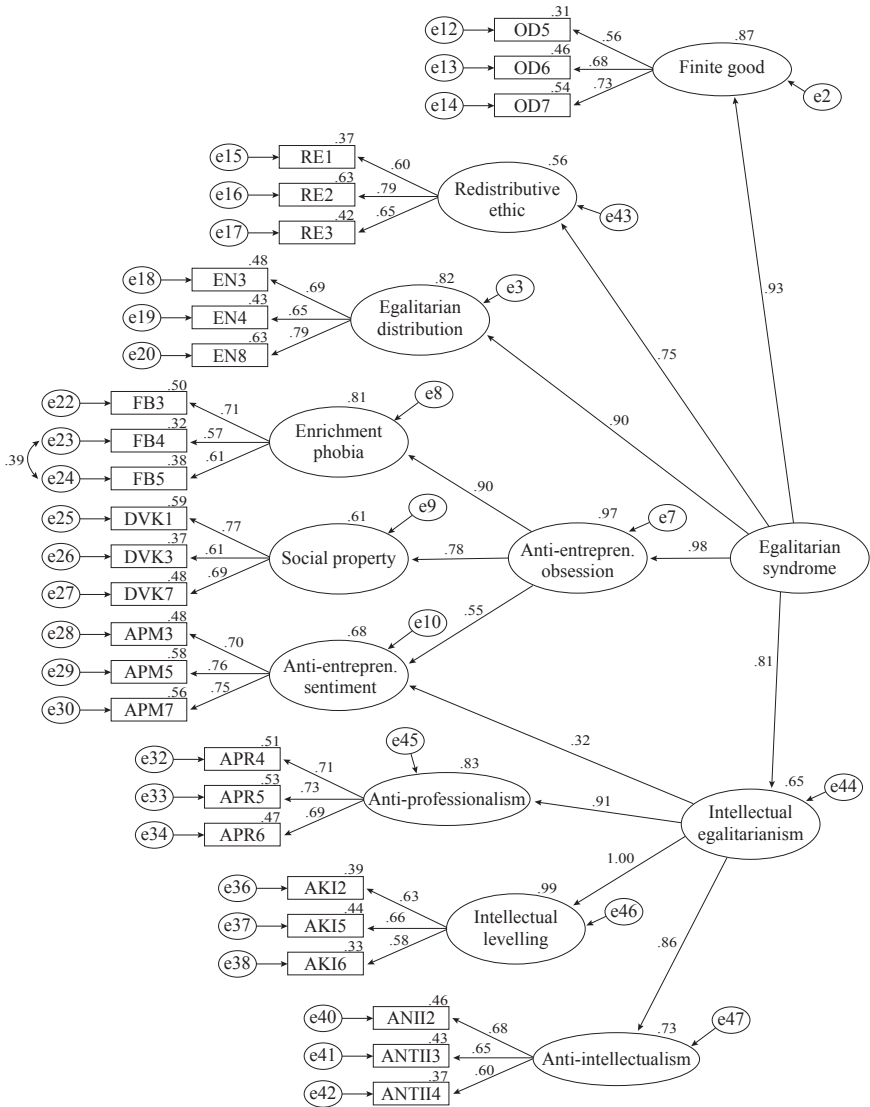 .31
e12 OD5 .87
.56
.46
e13 OD6 .68 Finite good
.54 .73
e14 OD7 e2
.37
e15 RE1 .60 .56
.63
e16 RE2 .79 Redistributive
ethic
.42 .65
e17 RE3 e43
.48
e18 EN3 .69 .82 e3
.93
.43
e19 EN4 .65 Egalitarian
distribution
.63 .79
e20 EN8 .75
.50
e22 FB3 .71 .81 e8
.32 .90
e23 FB4 .57 Enrichment
phobia
.39 .38 .61
e24 FB5
.59 .90 .97
e25 DVK1 .77 .61 e9 e7
.37
e26 DVK3 .61 Social property .78 Anti-entrepren.
obsession .98 Egalitarian
syndrome
.48 .69
e27 DVK7
.48
e28 APM3 .70 .68 e10 .55
.58
e29 APM5 .76 Anti-entrepren.
sentiment .81
.56 .75
e30 APM7
.51 e45 .32
e32 APR4 .71 .83
.53
e33 APR5 .73 Anti-professionalism .91 .65 e44
.47 .69
e34 APR6 Intellectual
egalitarianism
1.00
.39
e36 AKI2 .63 .99
.44
e37 AKI5 .66 Intellectual
levelling e46
.33 .58
e38 AKI6 .86
.46
e40 ANII2 .68 .73 e47
.43
e41 ANTII3 .65 Anti-intellectualism
.37 .60
e42 ANTII4